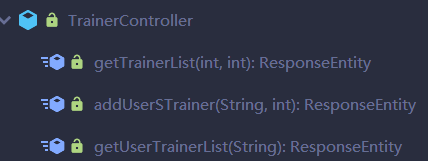 TrainerController
getTrainerList(int, int): ResponseEntity
addUserSTrainer(String, int): ResponseEntity
getUserTrainerList(String): ResponseEntity